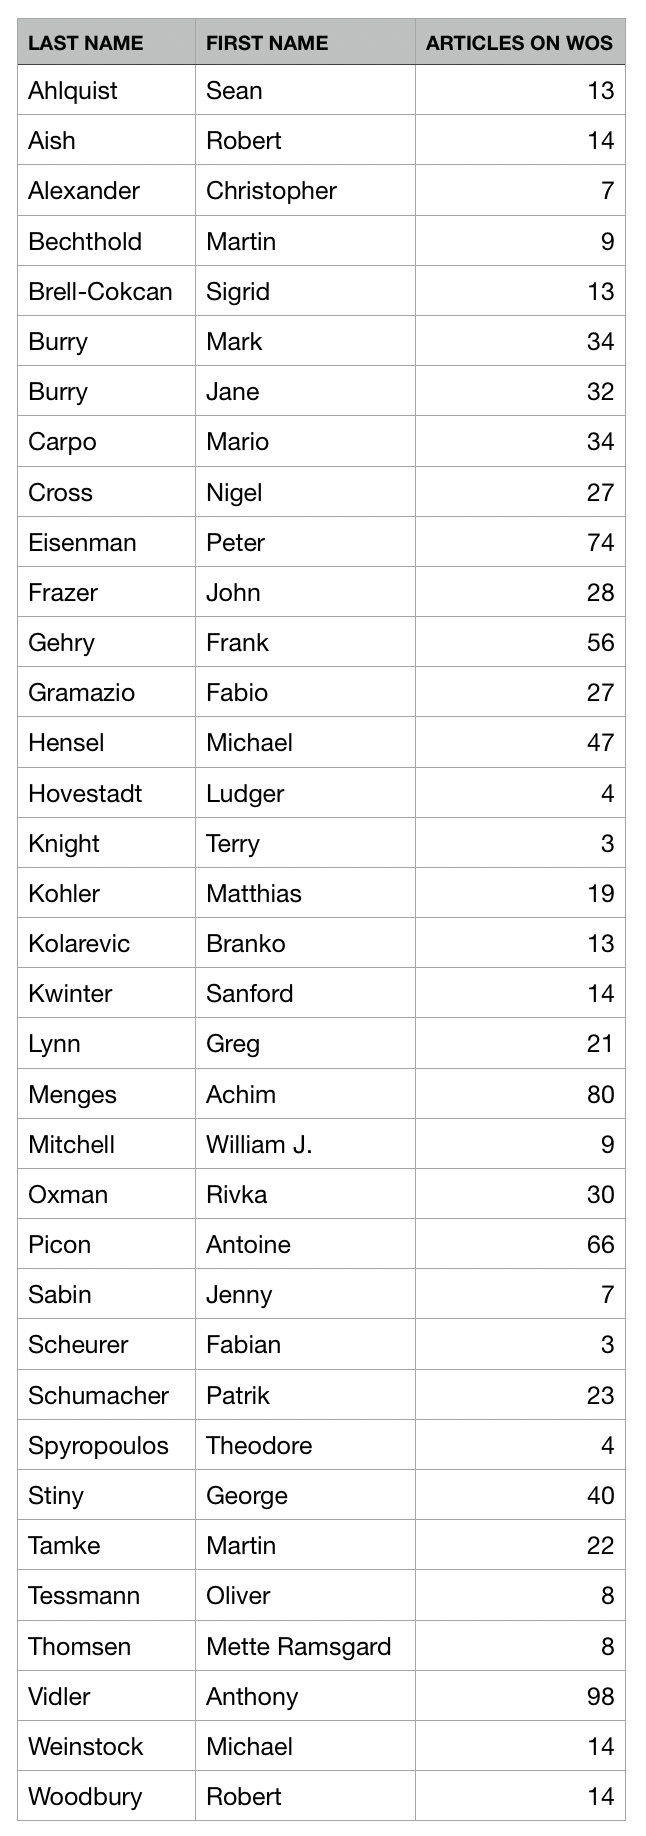 LAST NAME FIRST NAME ARTICLES ON WOS
Ahlquist Sean 13
Aish Robert 14
Alexander Christopher 7
Bechthold Martin 9
Brell-Cokcan Sigrid 13
Burry Mark 34
Burry Jane 32
Carpo Mario 34
Cross Nigel 27
Eisenman Peter 74
Frazer John 28
Gehry Frank 56
Gramazio Fabio 27
Hensel Michael 47
Hovestadt Ludger 4
Knight Terry 3
Kohler Matthias 19
Kolarevic Branko 13
Kwinter Sanford 14
Lynn Greg 21
Menges Achim 80
Mitchell William J. 9
Oxman Rivka 30
Picon Antoine 66
Sabin Jenny 7
Scheurer Fabian 3
Schumacher Patrik 23
Spyropoulos Theodore 4
Stiny George 40
Tamke Martin 22
Tessmann Oliver 8
Thomsen Mette Ramsgard 8
Vidler Anthony 98
Weinstock Michael 14
Woodbury Robert 14